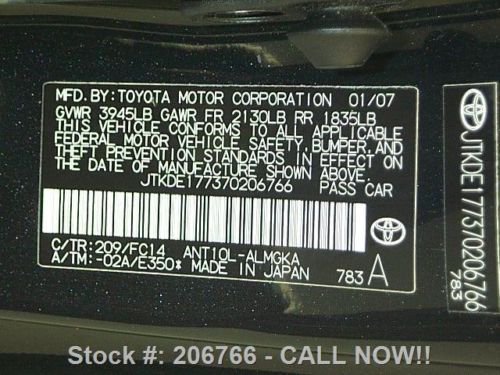 MFD. BY: TOYOTA MOTOR CORPORATION 01/07
GVWR 3945LB GAWR FR 2130LB RR 1835LB
THIS VEHICLE CONFORMS TO ALL APPLICABLE
FEDERAL MOTOR VEHICLE SAFETY, BUMPER, AND
THEFT PREVENTION STANDARDS IN EFFECT ON
THE DATE OF MANUFACTURE SHOWN ABOVE.
JTKDE177370206766 PASS CAR
C/TR: 209/FC14 ANT10L-ALMGKA
A/TM: -02A/E350* MADE IN JAPAN 783 A
TOYOTA
JTKDE177370206766
783
Stock #: 206766 - CALL NOW!!